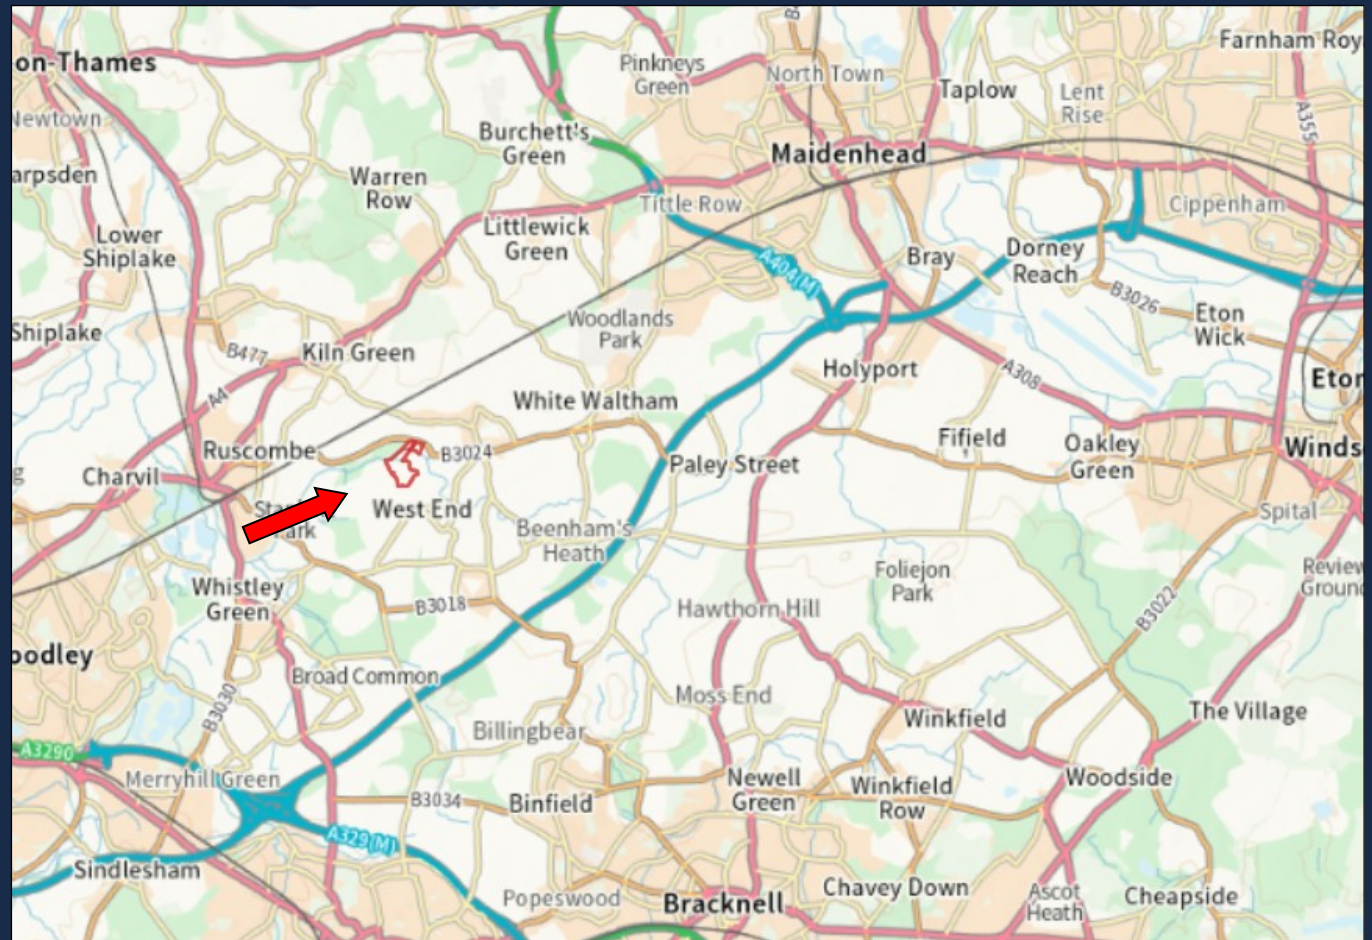 on-Thames
Farnham Roy
Pinkneys
Green
North Town
Taplow
Lent
Rise
A355
Newtown
Burchett's
Green
Maidenhead
arpsden
Warren
Row
Tittle Row
Cippenham
Littlewick
Green
Lower
Shiplake
A404(M)
Bray
Dorney
Reach
B3026
Eton
Wick
Shiplake
Woodlands
Park
B477
Kiln Green
Holyport
A308
Eton
A4
White Waltham
Ruscombe
B3024
Fifield
Oakley
Green
Winds
Charvil
Paley Street
West End
Park
Beenham's
Heath
Spital
Whistley
Green
B3018
Foliejon
Park
Review
Ground
Hawthorn Hill
B3022
oodley
Broad Common
B3030
Moss End
Winkfield
The Village
Billingbear
A3290
Merryhill Green
Newell
Green
Winkfield
Row
Woodside
B3034
Binfield
A329(M)
Sindlesham
Popeswood
Bracknell
Chavey Down
Ascot
Heath
Cheapside